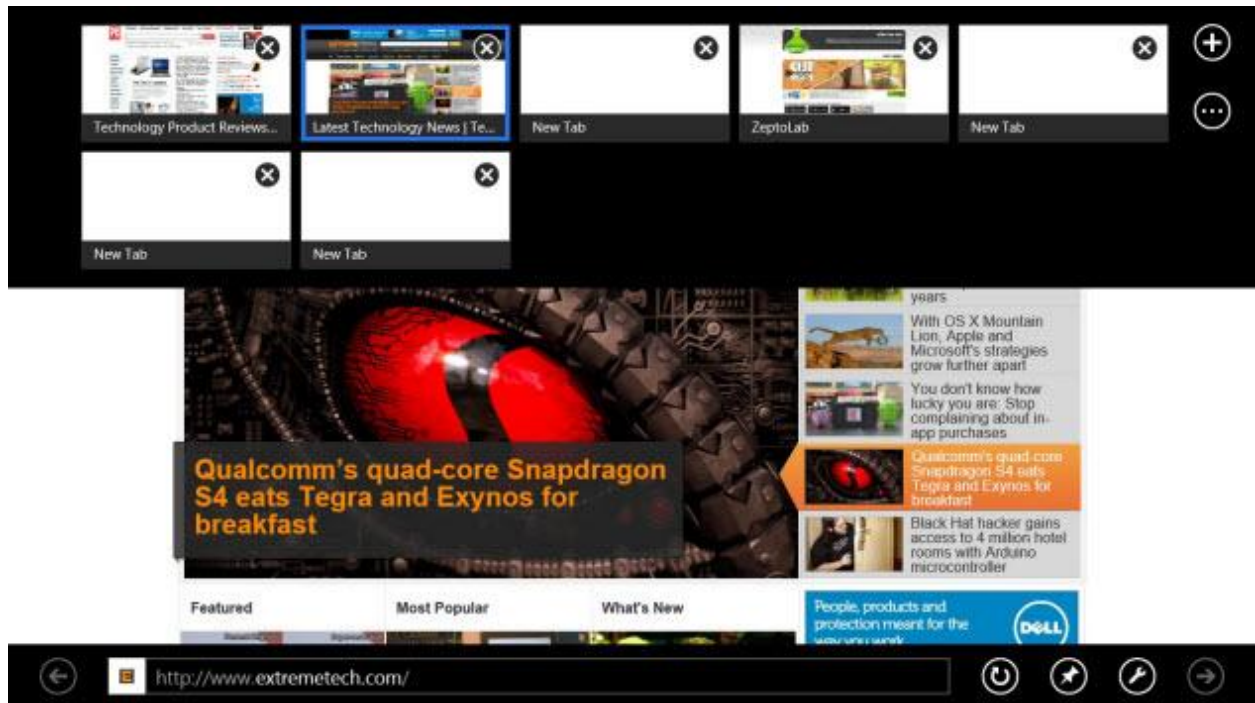 Technology Product Reviews...
Latest Technology News | Te...
New Tab
ZeptoLab
New Tab
New Tab
New Tab
Qualcomm's quad-core Snapdragon
S4 eats Tegra and Exynos for
breakfast
years
With OS X Mountain
Lion, Apple and
Microsoft's strategies
grow further apart
You don't know how
lucky you are: Stop
complaining about in-
app purchases
Qualcomm's quad-core
Snapdragon S4 eats
Tegra and Exynos for
breakfast
Black Hat hacker gains
access to 4 million hotel
rooms with Arduino
microcontroller
Featured
Most Popular
What's New
People, products and
protection meant for the
way you work
DELL
http://www.extremetech.com/